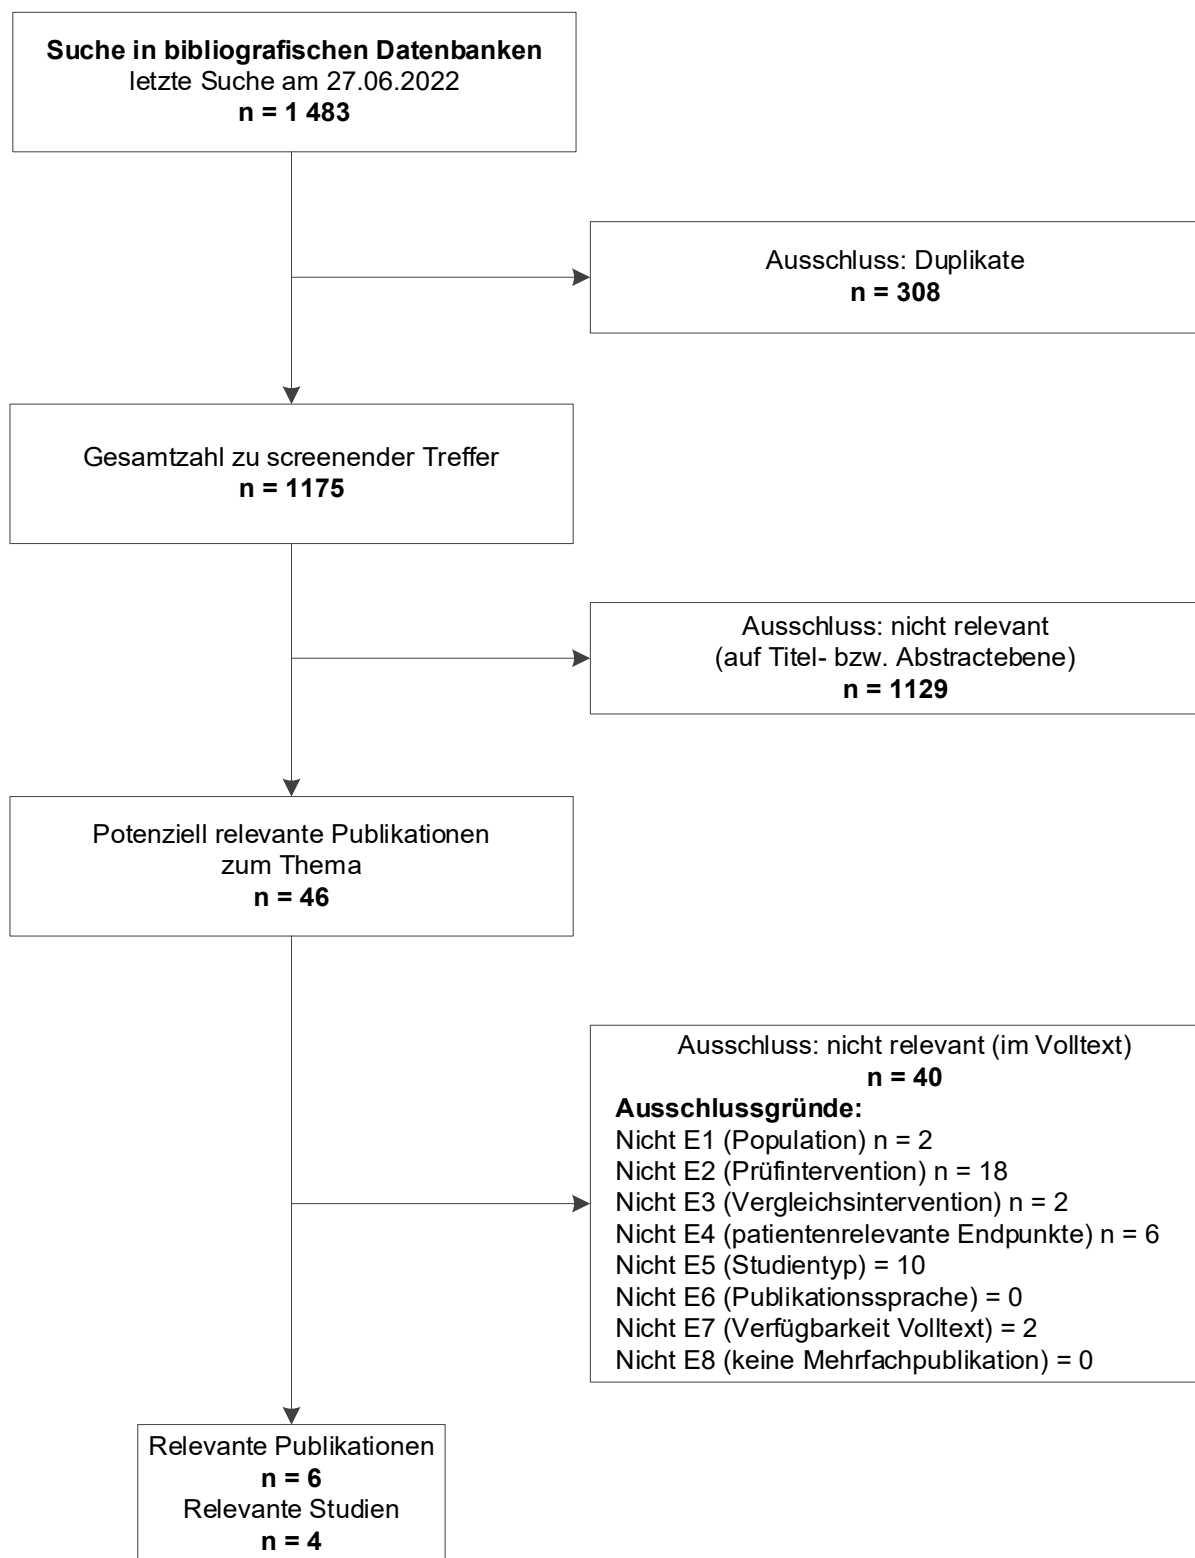 Suche in bibliografischen Datenbanken
letzte Suche am 27.06.2022
n = 1 483
Ausschluss: Duplikate
n = 308
Gesamtzahl zu screenender Treffer
n = 1175
Ausschluss: nicht relevant
(auf Titel- bzw. Abstractebene)
n = 1129
Potenziell relevante Publikationen
zum Thema
n = 46
Ausschluss: nicht relevant (im Volltext)
n = 40
Ausschlussgründe:
Nicht E1 (Population) n = 2
Nicht E2 (Prüfintervention) n = 18
Nicht E3 (Vergleichsintervention) n = 2
Nicht E4 (patientenrelevante Endpunkte) n = 6
Nicht E5 (Studientyp) = 10
Nicht E6 (Publikationssprache) = 0
Nicht E7 (Verfügbarkeit Volltext) = 2
Nicht E8 (keine Mehrfachpublikation) = 0
Relevante Publikationen
n = 6
Relevante Studien
n = 4